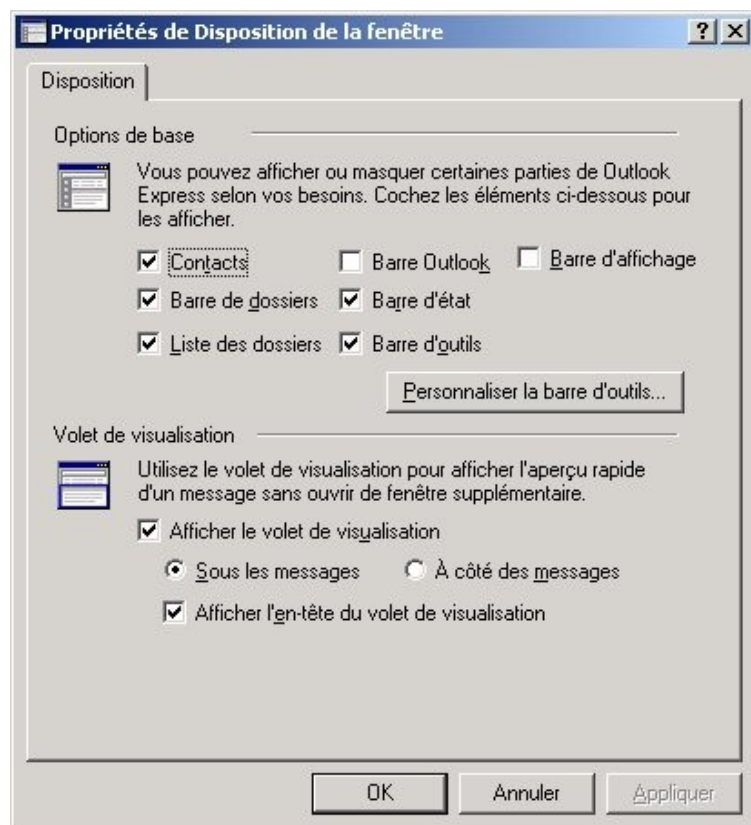 Propriétés de Disposition de la fenêtre
Disposition
Options de base
Vous pouvez afficher ou masquer certaines parties de Outlook
Express selon vos besoins. Cochez les éléments ci-dessous pour
les afficher.
Contacts Barre Outlook Barre d'affichage
Barre de dossiers Barre d'état
Liste des dossiers Barre d'outils
Personnaliser la barre d'outils...
Volet de visualisation
Utilisez le volet de visualisation pour afficher l'aperçu rapide
d'un message sans ouvrir de fenêtre supplémentaire.
Afficher le volet de visualisation
Sous les messages À côté des messages
Afficher l'en-tête du volet de visualisation
OK Annuler Appliquer